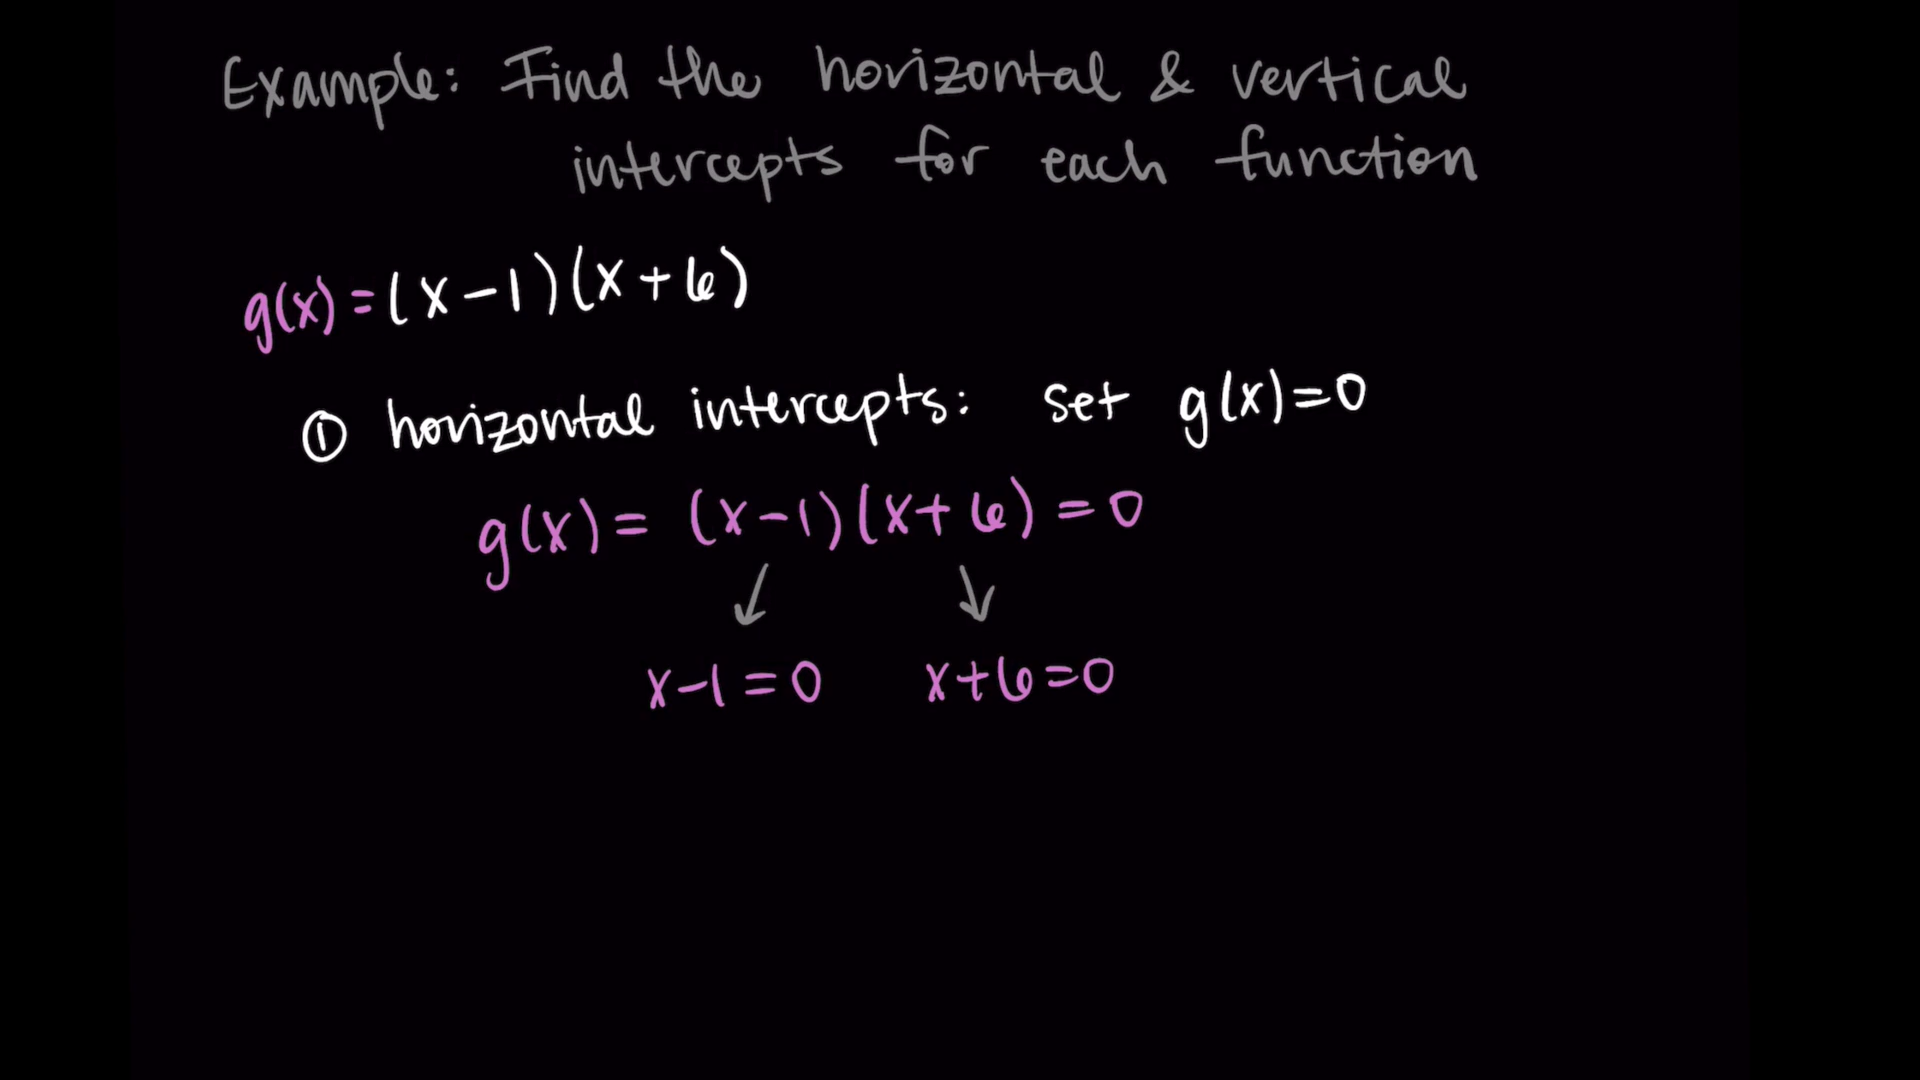 Example: Find the horizontal & vertical
intercepts for each function
g(x) = (x-1)(x+6)
① horizontal intercepts: set g(x)=0
g(x) = (x-1)(x+6) = 0
↙ ↘
x-1=0 x+6=0